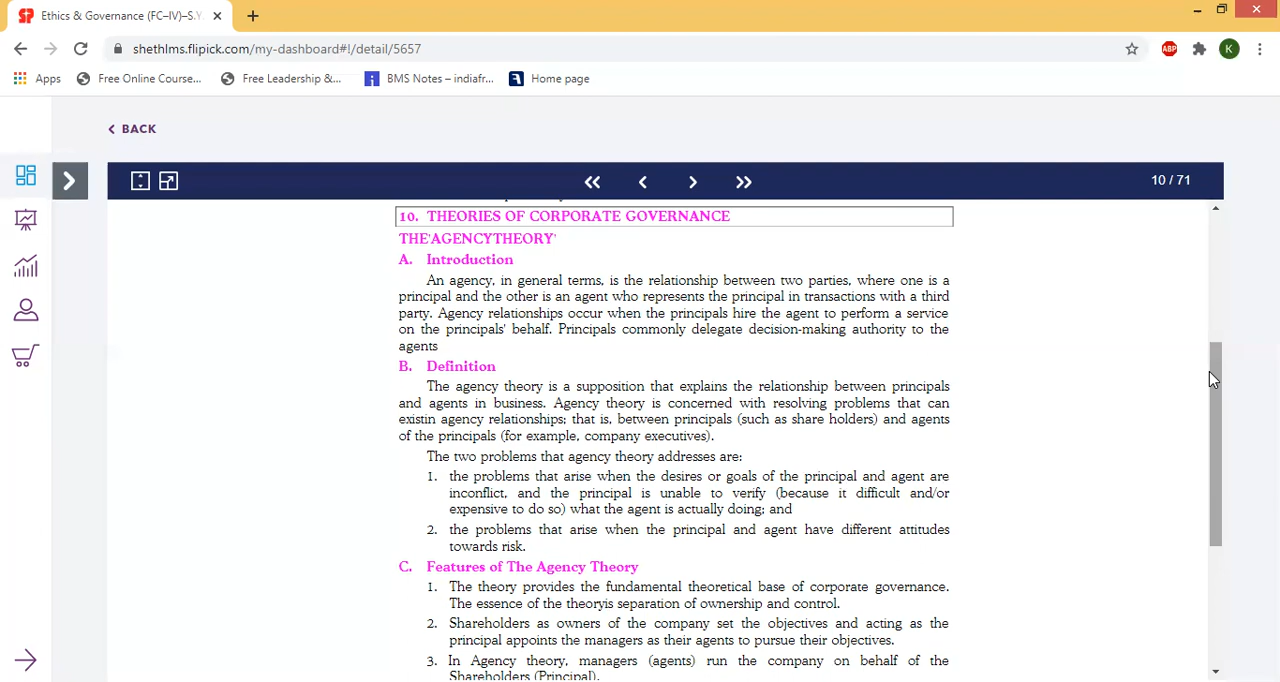 Ethics & Governance (FC–IV)–S.Y.
shethlms.flipick.com/my-dashboard#!/detail/5657
ABP
K
Apps
Free Online Course...
Free Leadership &...
BMS Notes – indiafr...
Home page
BACK
10 / 71
10. THEORIES OF CORPORATE GOVERNANCE
THE'AGENCYTHEORY'
A. Introduction
An agency, in general terms, is the relationship between two parties, where one is a
principal and the other is an agent who represents the principal in transactions with a third
party. Agency relationships occur when the principals hire the agent to perform a service
on the principals' behalf. Principals commonly delegate decision-making authority to the
agents
B. Definition
The agency theory is a supposition that explains the relationship between principals
and agents in business. Agency theory is concerned with resolving problems that can
existin agency relationships; that is, between principals (such as share holders) and agents
of the principals (for example, company executives).
The two problems that agency theory addresses are:
1. the problems that arise when the desires or goals of the principal and agent are
inconflict, and the principal is unable to verify (because it difficult and/or
expensive to do so) what the agent is actually doing; and
2. the problems that arise when the principal and agent have different attitudes
towards risk.
C. Features of The Agency Theory
1. The theory provides the fundamental theoretical base of corporate governance.
The essence of the theoryis separation of ownership and control.
2. Shareholders as owners of the company set the objectives and acting as the
principal appoints the managers as their agents to pursue their objectives.
3. In Agency theory, managers (agents) run the company on behalf of the
Shareholders (Principal).